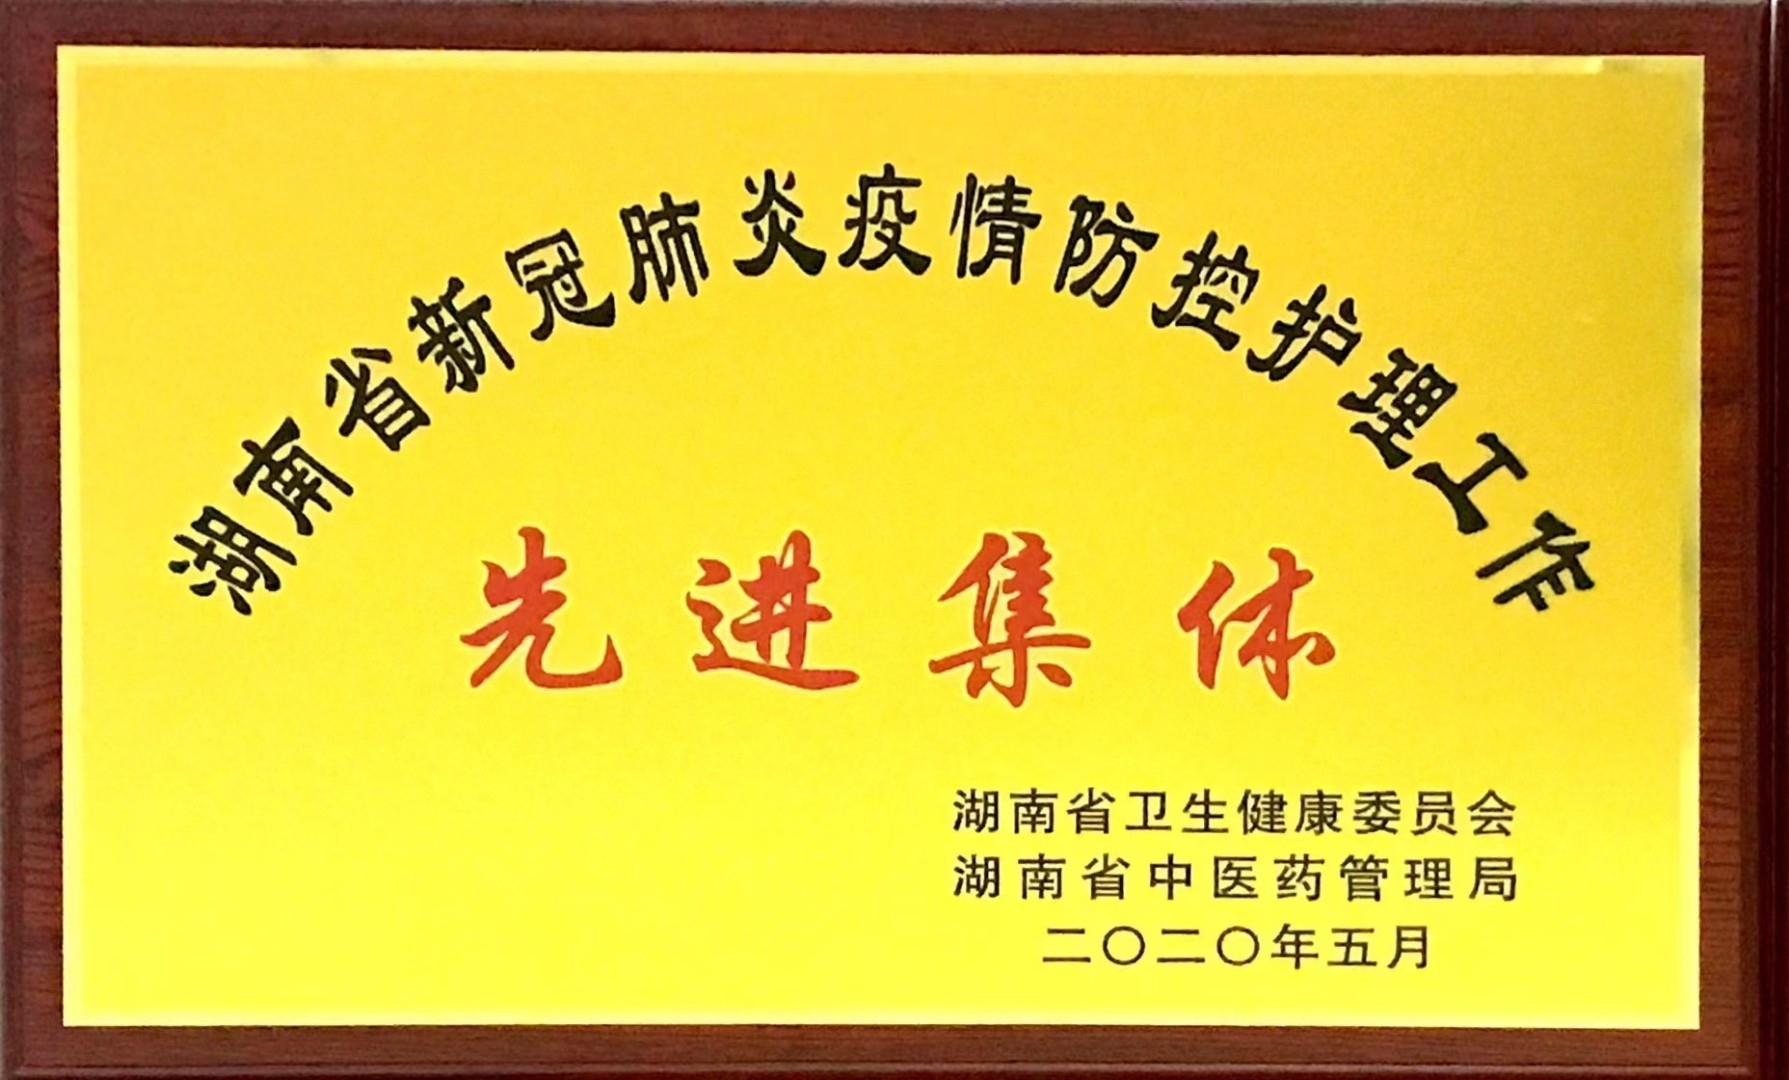 湖南省新冠肺炎疫情防控护理工作
先进集体
湖南省卫生健康委员会
湖南省中医药管理局
二〇二〇年五月